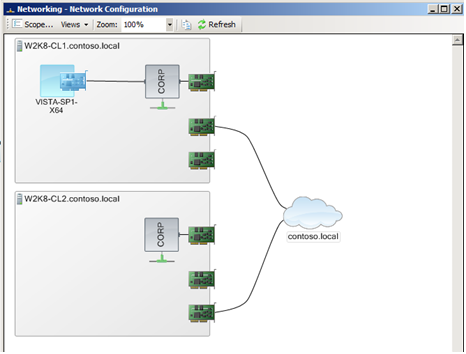 Networking - Network Configuration
Scope... Views Zoom: 100% Refresh
W2K8-CL1.contoso.local
CORP
VISTA-SP1-
X64
W2K8-CL2.contoso.local
CORP
contoso.local